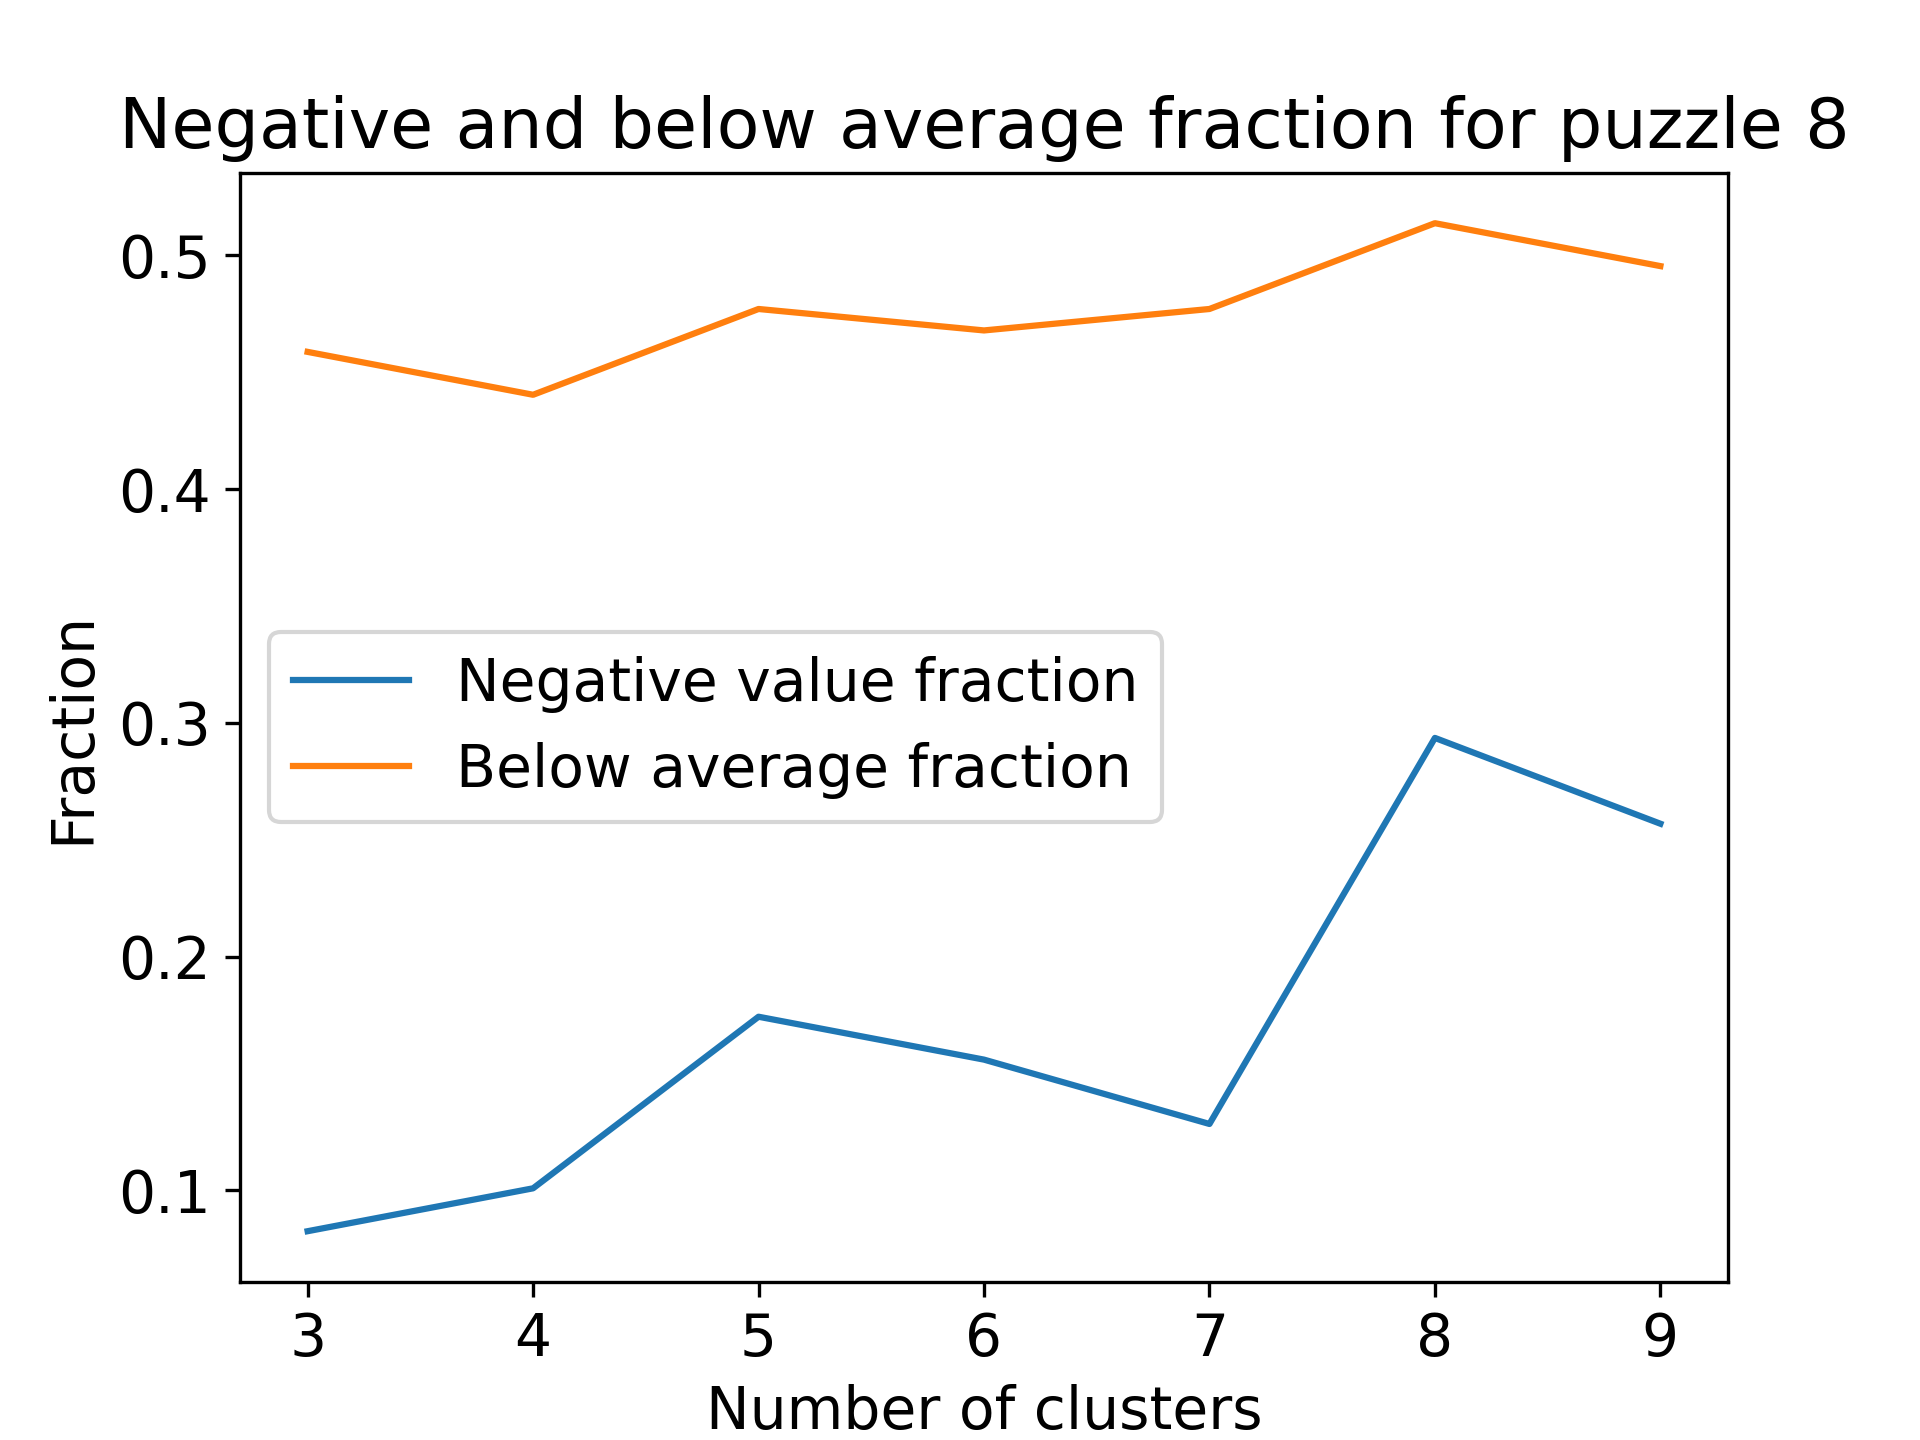 Negative and below average fraction for puzzle 8
0.5
0.4
0.3
0.2
0.1
Fraction
Negative value fraction
Below average fraction
3 4 5 6 7 8 9
Number of clusters